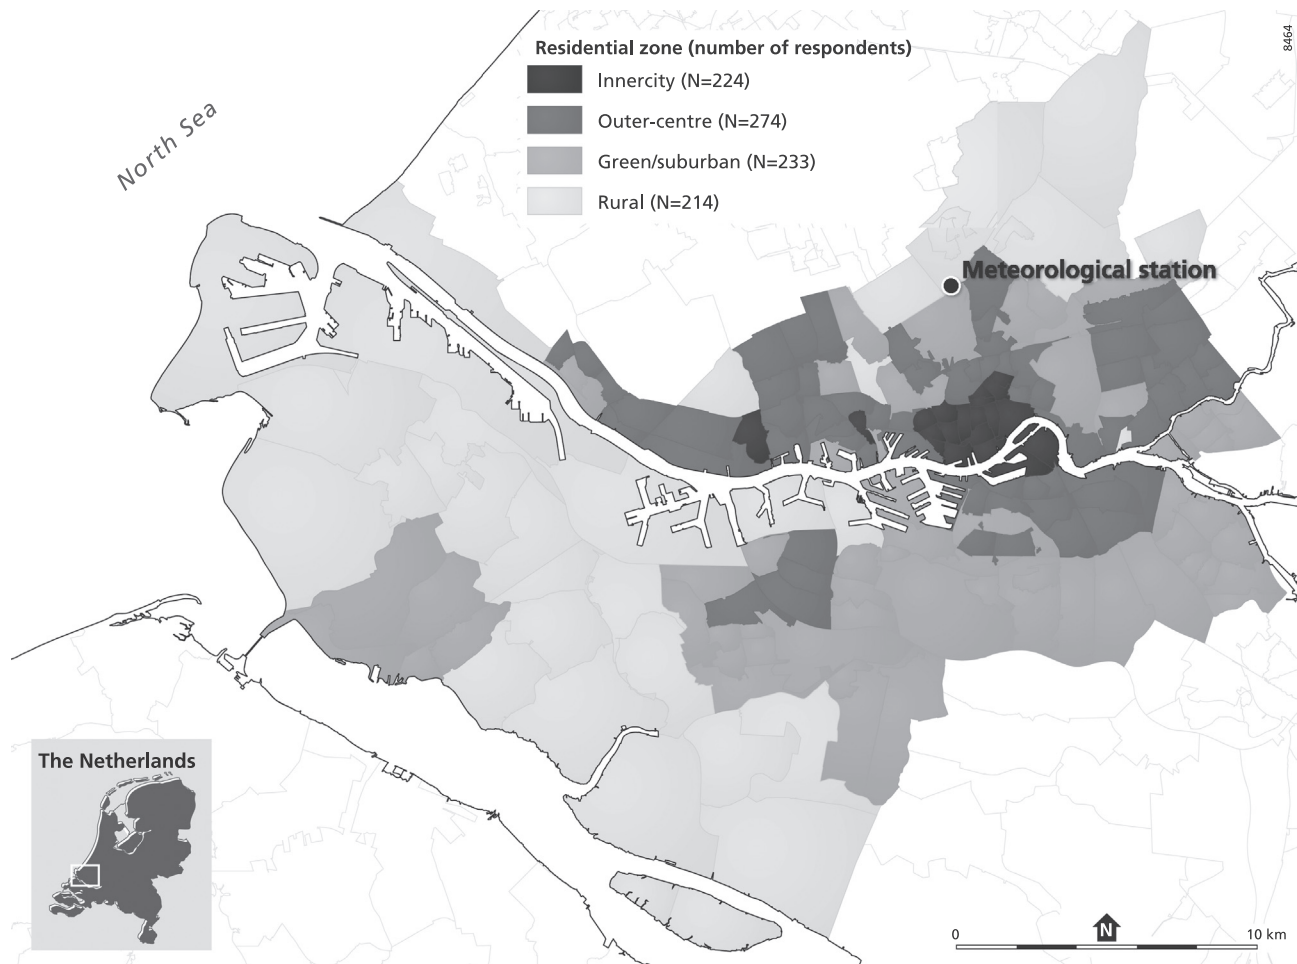 Residential zone (number of respondents)
Innercity (N=224)
Outer-centre (N=274)
Green/suburban (N=233)
Rural (N=214)
8464
North Sea
Meteorological station
The Netherlands
N
0
10 km